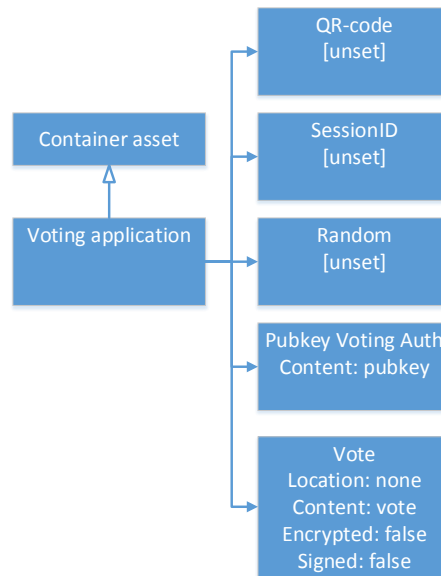 Container asset
Voting application
QR-code
[unset]
SessionID
[unset]
Random
[unset]
Pubkey Voting Auth
Content: pubkey
Vote
Location: none
Content: vote
Encrypted: false
Signed: false